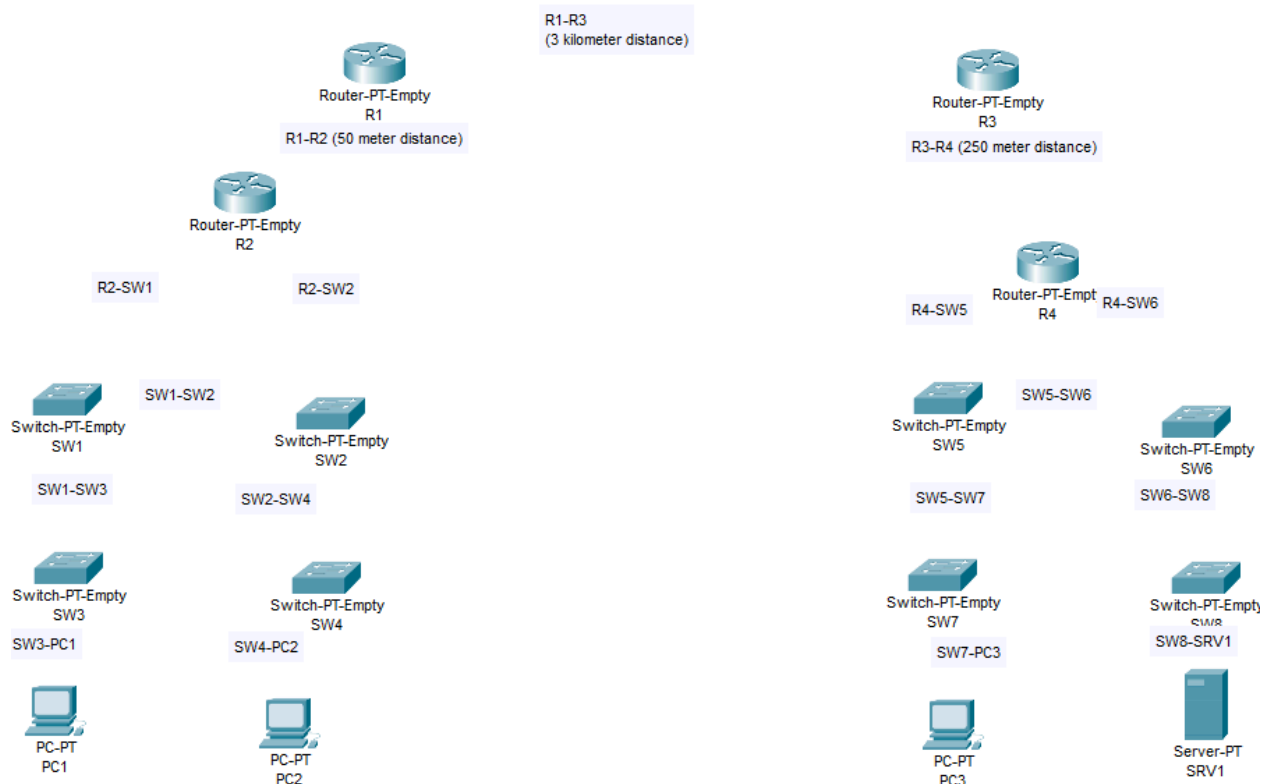 R1-R3
(3 kilometer distance)
Router-PT-Empty
R1
Router-PT-Empty
R3
R1-R2 (50 meter distance)
R3-R4 (250 meter distance)
Router-PT-Empty
R2
R2-SW1
R2-SW2
Router-PT-Empt
R4
R4-SW5
R4-SW6
SW1-SW2
SW5-SW6
Switch-PT-Empty
SW1
Switch-PT-Empty
SW2
Switch-PT-Empty
SW5
Switch-PT-Empty
SW6
SW1-SW3
SW2-SW4
SW5-SW7
SW6-SW8
Switch-PT-Empty
SW3
Switch-PT-Empty
SW4
Switch-PT-Empty
SW7
Switch-PT-Empty
SW8
SW3-PC1
SW4-PC2
SW7-PC3
SW8-SRV1
PC-PT
PC1
PC-PT
PC2
PC-PT
PC3
Server-PT
SRV1